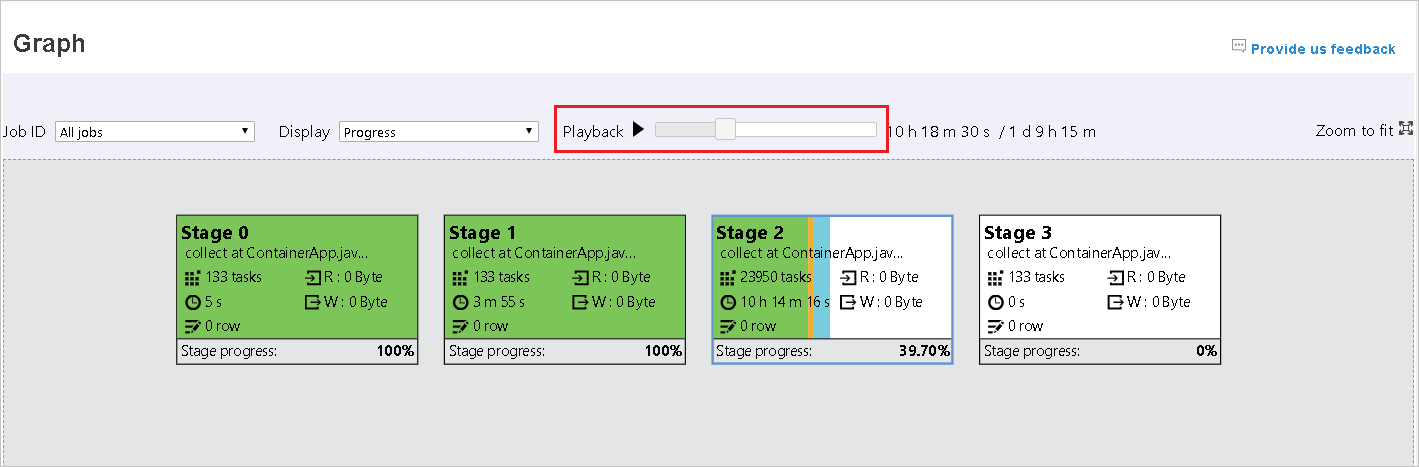 Graph
Provide us feedback
Job ID All jobs Display Progress Playback 10 h 18 m 30 s / 1 d 9 h 15 m Zoom to fit
Stage 0
collect at ContainerApp.jav...
133 tasks R : 0 Byte
5 s W : 0 Byte
0 row
Stage progress: 100%
Stage 1
collect at ContainerApp.jav...
133 tasks R : 0 Byte
3 m 55 s W : 0 Byte
0 row
Stage progress: 100%
Stage 2
collect at ContainerApp.jav...
23950 tasks R : 0 Byte
10 h 14 m 16 s W : 0 Byte
0 row
Stage progress: 39.70%
Stage 3
collect at ContainerApp.jav...
133 tasks R : 0 Byte
0 s W : 0 Byte
0 row
Stage progress: 0%